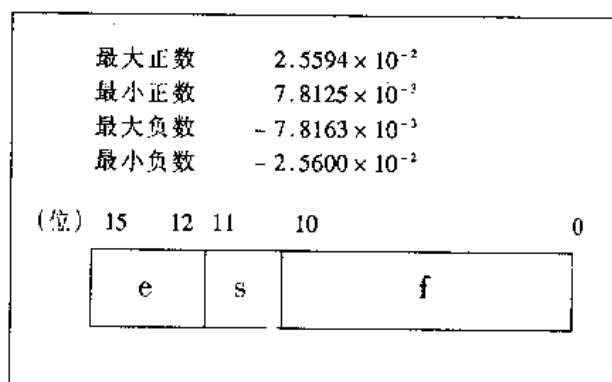 最大正数 2.5594 × 10⁻²
最小正数 7.8125 × 10⁻³
最大负数 - 7.8163 × 10⁻³
最小负数 - 2.5600 × 10⁻²
(位) 15 12 11 10 0
e s f